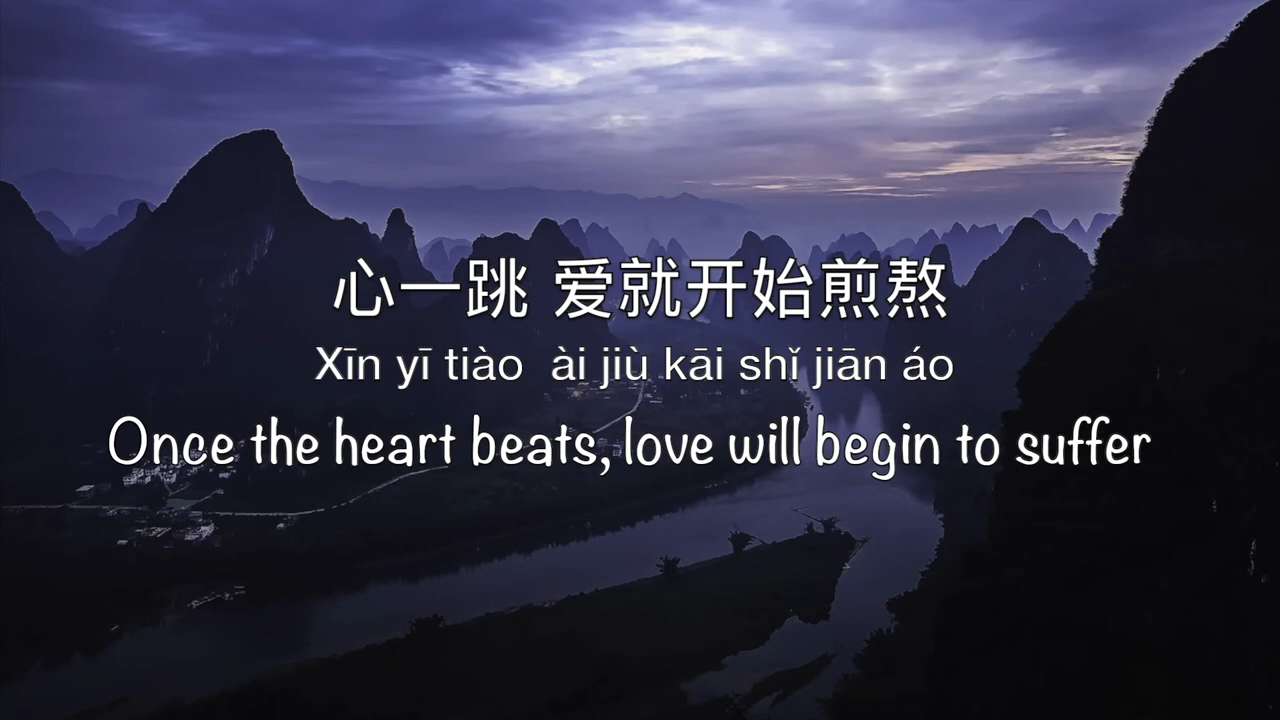 心一跳 爱就开始煎熬
Xīn yī tiào ài jiù kāi shǐ jiān áo
Once the heart beats, love will begin to suffer